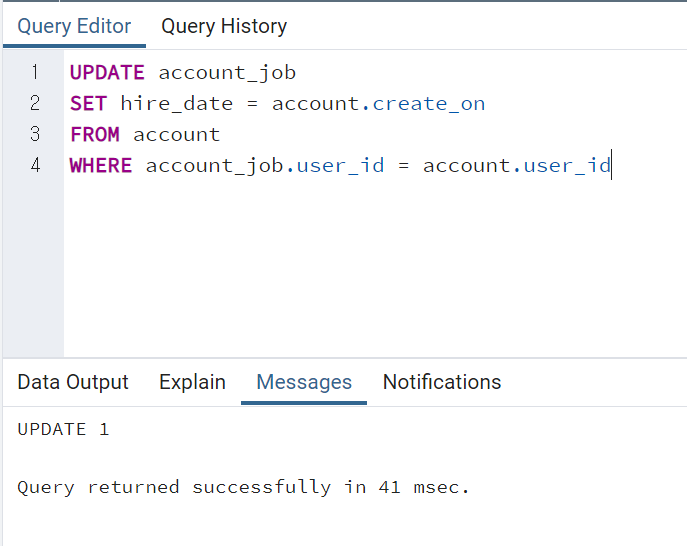 Query Editor Query History
1 UPDATE account_job
2 SET hire_date = account.create_on
3 FROM account
4 WHERE account_job.user_id = account.user_id
Data Output Explain Messages Notifications
UPDATE 1
Query returned successfully in 41 msec.